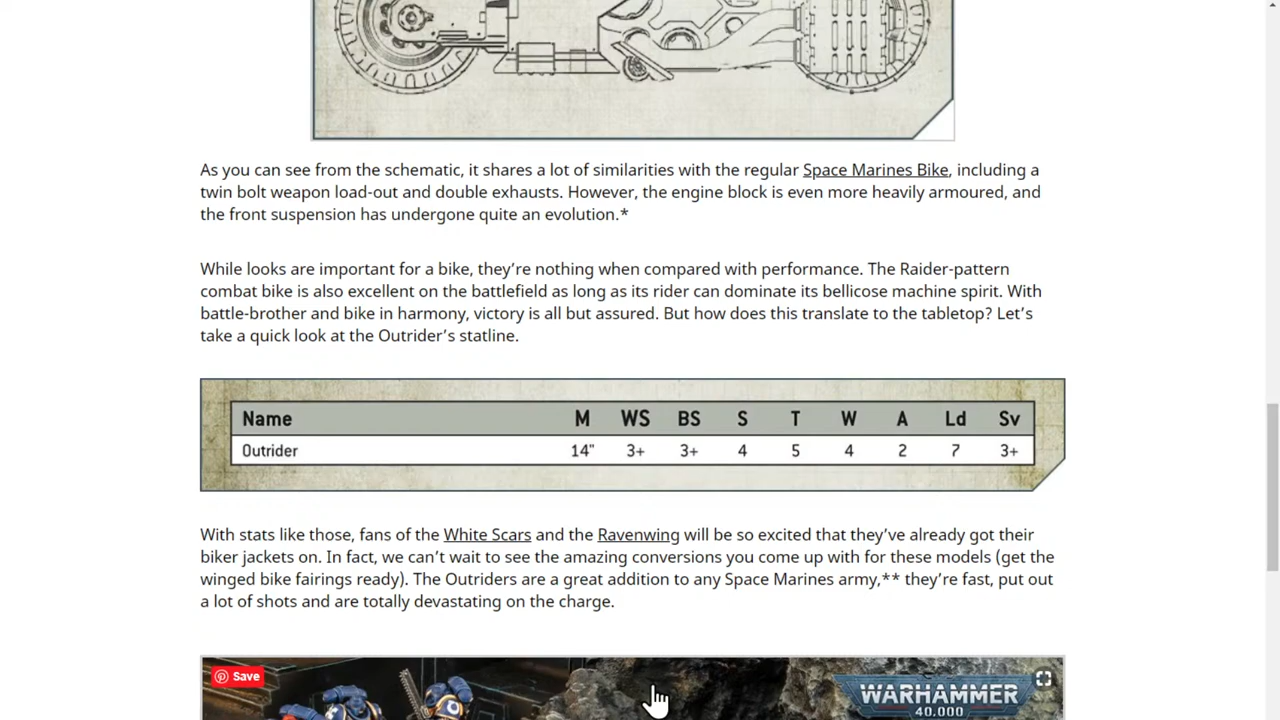 As you can see from the schematic, it shares a lot of similarities with the regular Space Marines Bike, including a
twin bolt weapon load-out and double exhausts. However, the engine block is even more heavily armoured, and
the front suspension has undergone quite an evolution.*
While looks are important for a bike, they’re nothing when compared with performance. The Raider-pattern
combat bike is also excellent on the battlefield as long as its rider can dominate its bellicose machine spirit. With
battle-brother and bike in harmony, victory is all but assured. But how does this translate to the tabletop? Let’s
take a quick look at the Outrider’s statline.
Name M WS BS S T W A Ld Sv
Outrider 14" 3+ 3+ 4 5 4 2 7 3+
With stats like those, fans of the White Scars and the Ravenwing will be so excited that they’ve already got their
biker jackets on. In fact, we can’t wait to see the amazing conversions you come up with for these models (get the
winged bike fairings ready). The Outriders are a great addition to any Space Marines army,** they’re fast, put out
a lot of shots and are totally devastating on the charge.
Save
WARHAMMER
40,000